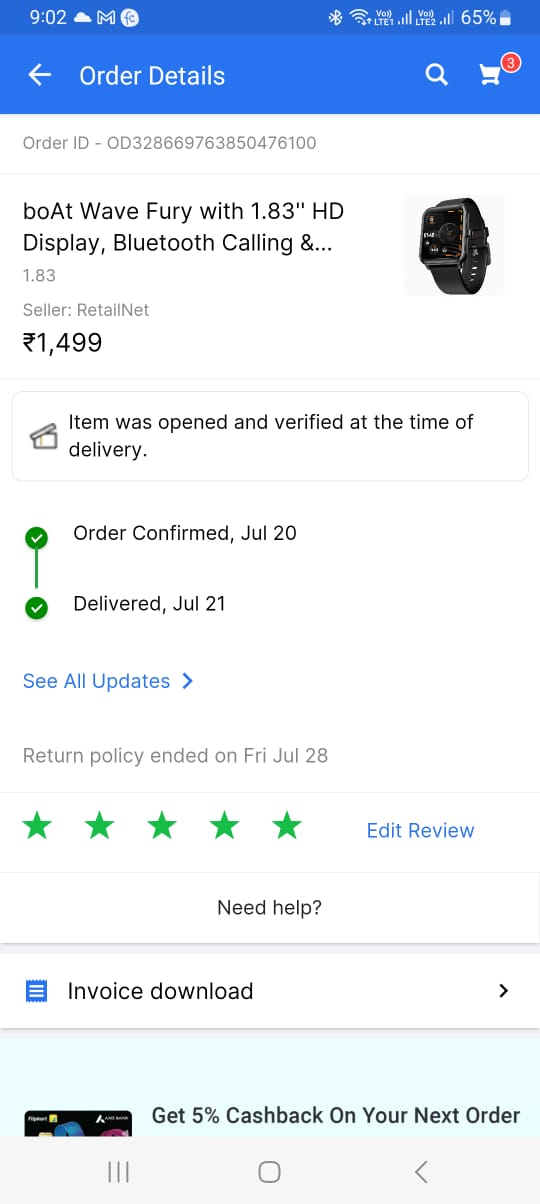 9:02
Vo)) LTE1
Vo)) LTE2
65%
Order Details
3
Order ID - OD328669763850476100
boAt Wave Fury with 1.83'' HD
Display, Bluetooth Calling &...
1.83
Seller: RetailNet
₹1,499
Item was opened and verified at the time of
delivery.
Order Confirmed, Jul 20
Delivered, Jul 21
See All Updates
Return policy ended on Fri Jul 28
Edit Review
Need help?
Invoice download
Flipkart
AXIS BANK
Get 5% Cashback On Your Next Order